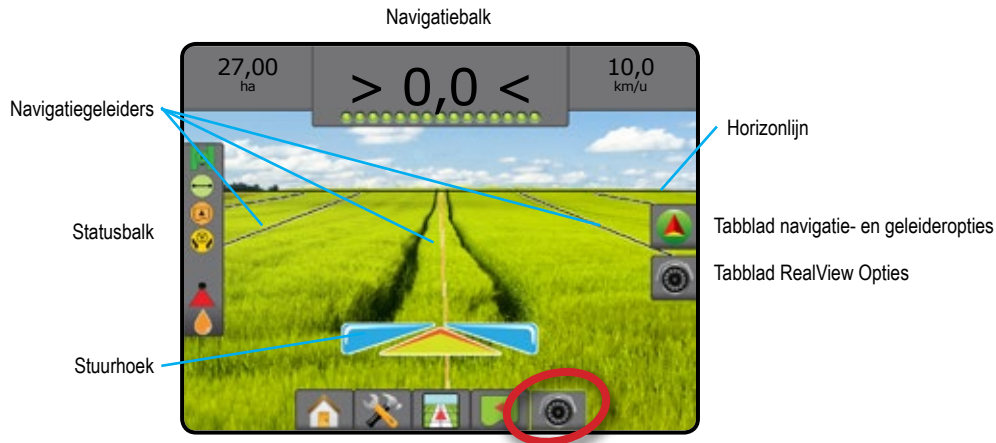 Navigatiebalk
27,00
ha
> 0,0 <
10,0
km/u
Navigatiegeleiders
Horizonlijn
Statusbalk
Tabblad navigatie- en geleideropties
Tabblad RealView Opties
Stuurhoek